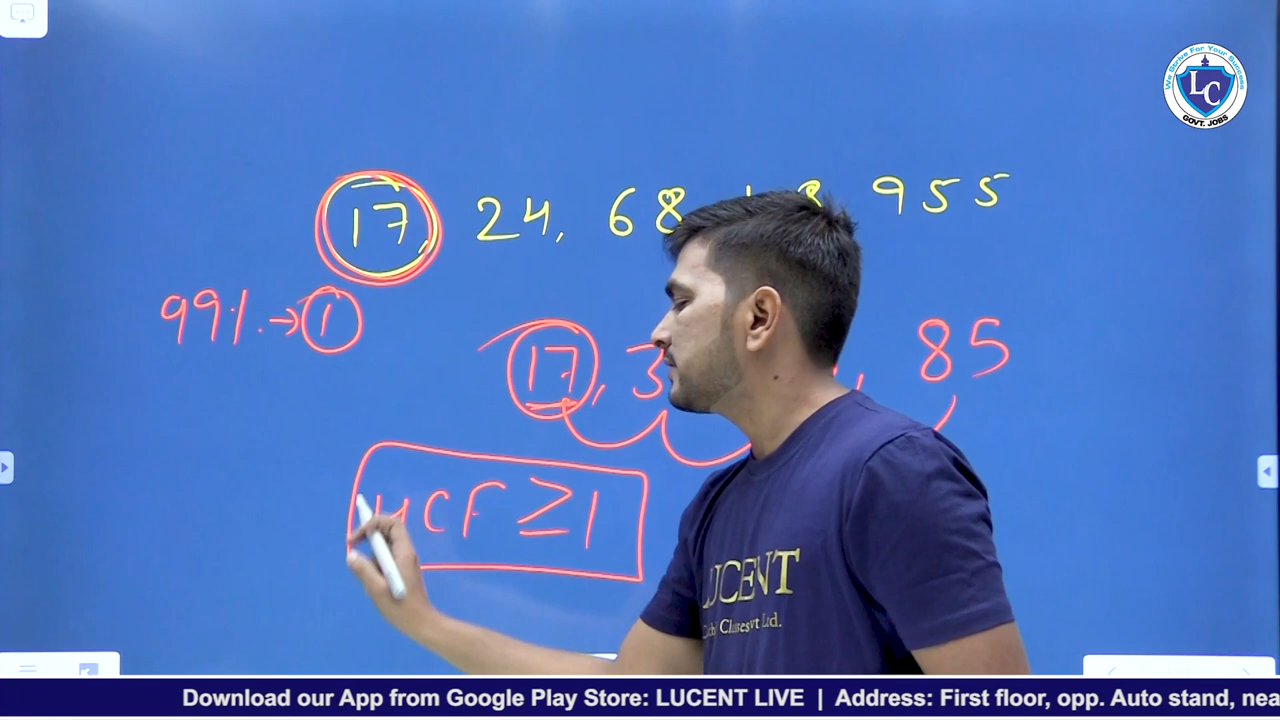 We Strive For Your Success
LC
GOVT. JOBS
17, 24, 68 955
99%. → 1
17, 3 , 85
HCF ≥ 1
LUCENT
Download our App from Google Play Store: LUCENT LIVE | Address: First floor, opp. Auto stand, nea